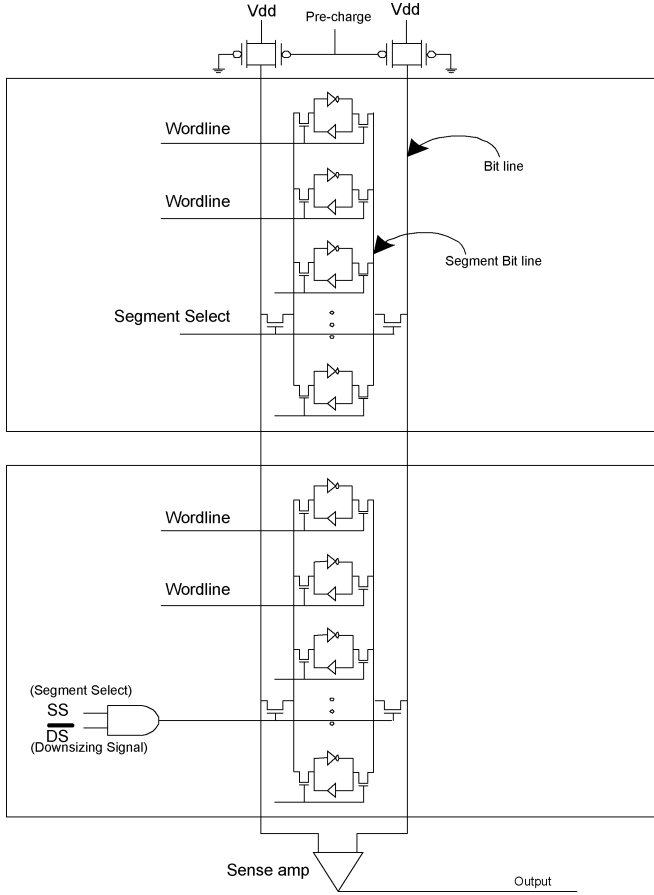 Vdd
Pre-charge
Vdd
Wordline
Bit line
Wordline
Segment Bit line
Segment Select
Wordline
Wordline
(Segment Select)
SS
DS
(Downsizing Signal)
Sense amp
Output